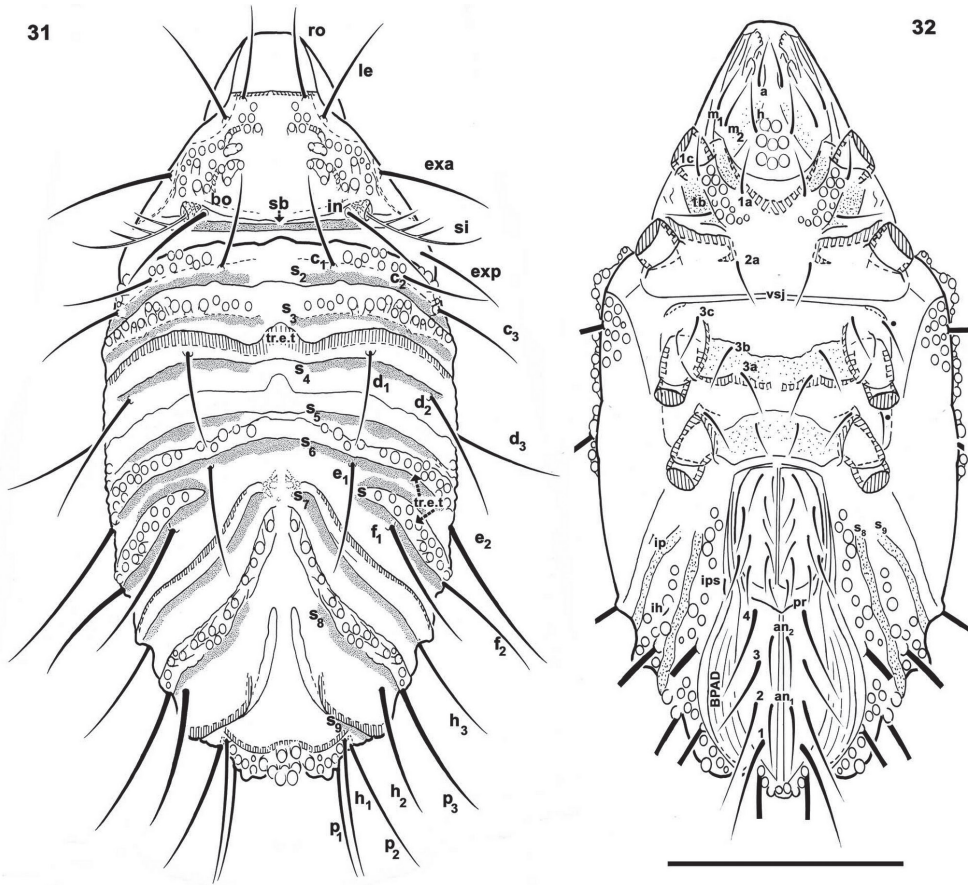 31
ro
le
exa
bo
sb
in
si
exp
c1
s2
c2
s3
c3
tr.e.t
s4
d1
d2
s5
d3
s6
e1
s7
s
tr.e.t
f1
e2
s8
f2
h3
s9
h1
h2
p3
p1
p2
32
a
m1
h
m2
1c
1a
1b
2a
vsj
3c
3b
3a
s8
s9
ip
ips
pr
ih
4
an2
3
BPAD
2
an1
1